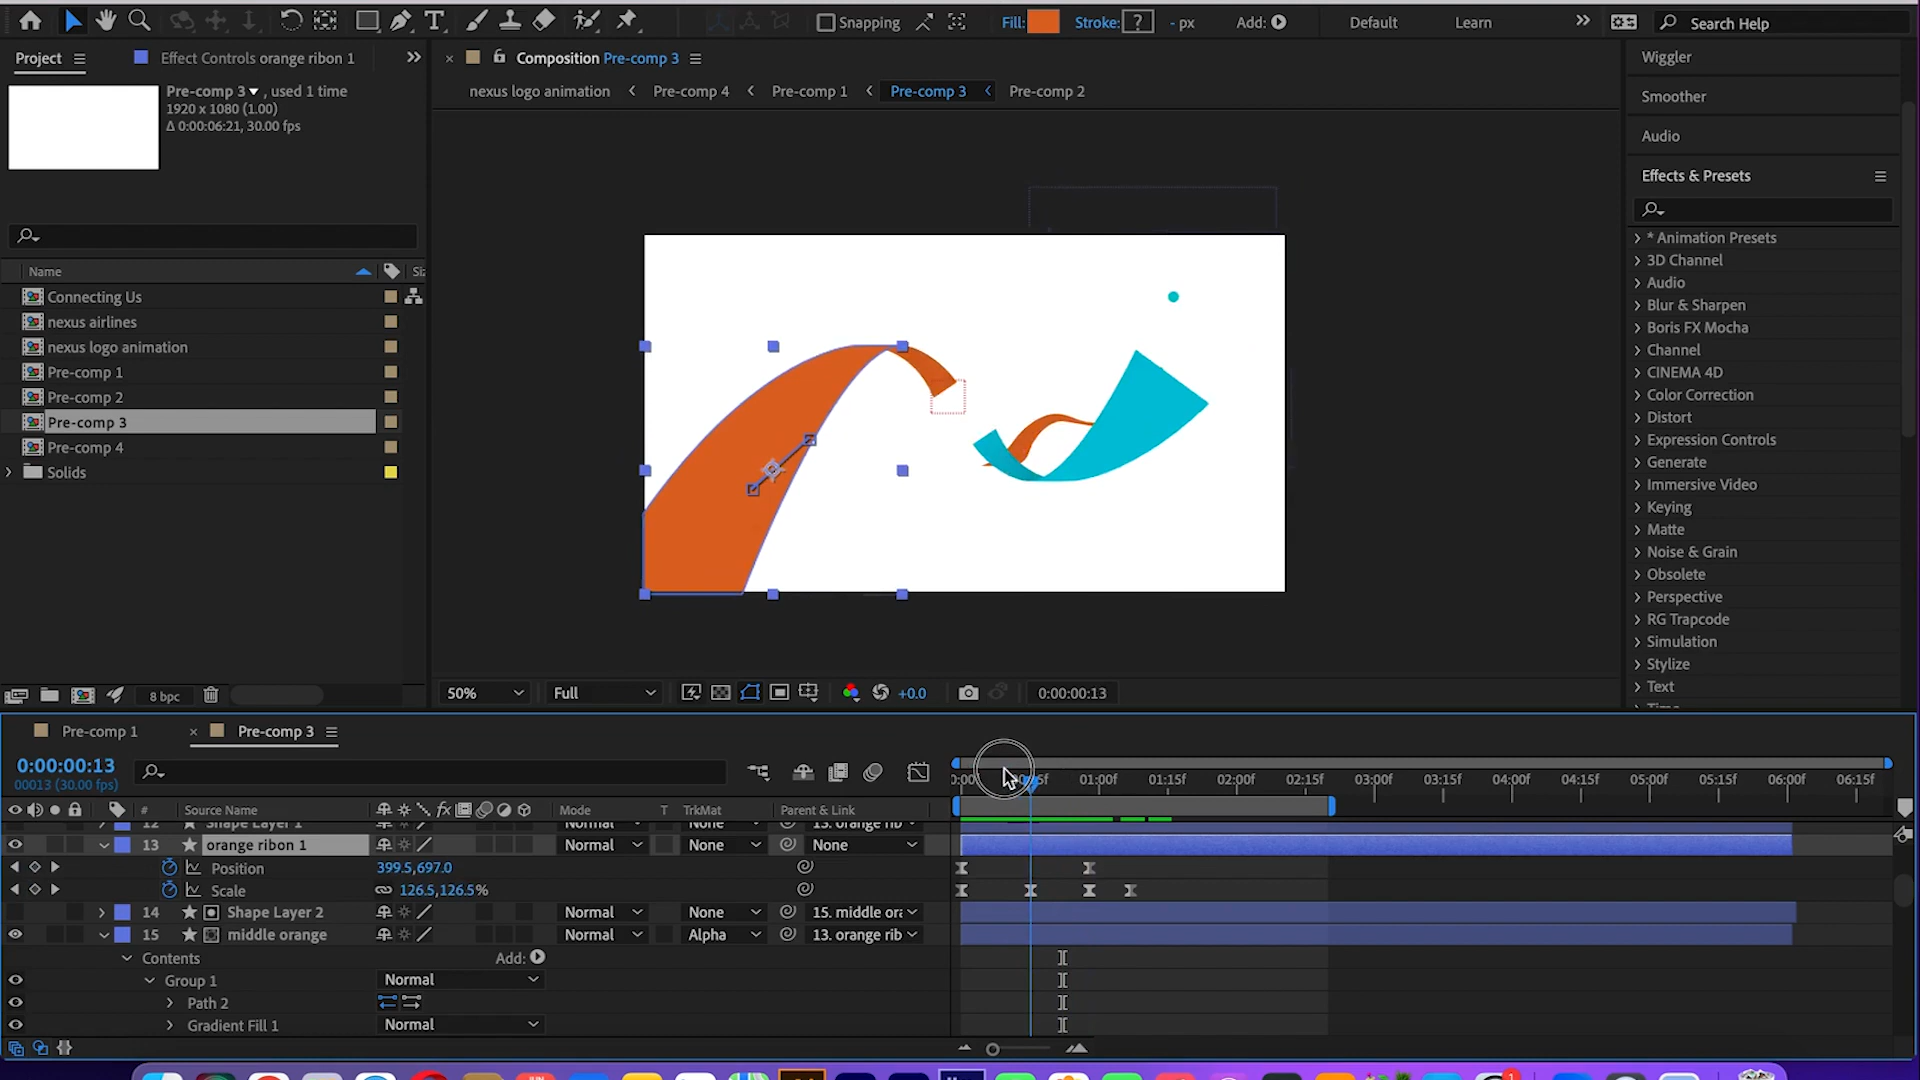 Snapping
Fill:
Stroke: ? - px
Add:
Default
Learn
Search Help
Project
Effect Controls orange ribon 1
Composition Pre-comp 3
Wiggler
Pre-comp 3 , used 1 time
1920 x 1080 (1.00)
Δ 0:00:06:21, 30.00 fps
nexus logo animation
Pre-comp 4
Pre-comp 1
Pre-comp 3
Pre-comp 2
Smoother
Audio
Effects & Presets
Name
Connecting Us
nexus airlines
nexus logo animation
Pre-comp 1
Pre-comp 2
Pre-comp 3
Pre-comp 4
Solids
* Animation Presets
3D Channel
Audio
Blur & Sharpen
Boris FX Mocha
Channel
CINEMA 4D
Color Correction
Distort
Expression Controls
Generate
Immersive Video
Keying
Matte
Noise & Grain
Obsolete
Perspective
RG Trapcode
Simulation
Stylize
Text
8 bpc
50%
Full
+0.0
0:00:00:13
Pre-comp 1
Pre-comp 3
0:00:00:13
00013 (30.00 fps)
01:00f 01:15f 02:00f 02:15f 03:00f 03:15f 04:00f 04:15f 05:00f 05:15f 06:00f 06:15f
# Source Name Mode T TrkMat Parent & Link
12 Shape Layer 1 Normal None 13. orange rib
13 orange ribon 1 Normal None None
Position 399.5,697.0
Scale 126.5,126.5%
14 Shape Layer 2 Normal None 15. middle ora
15 middle orange Normal Alpha 13. orange rib
Contents Add:
Group 1 Normal
Path 2
Gradient Fill 1 Normal